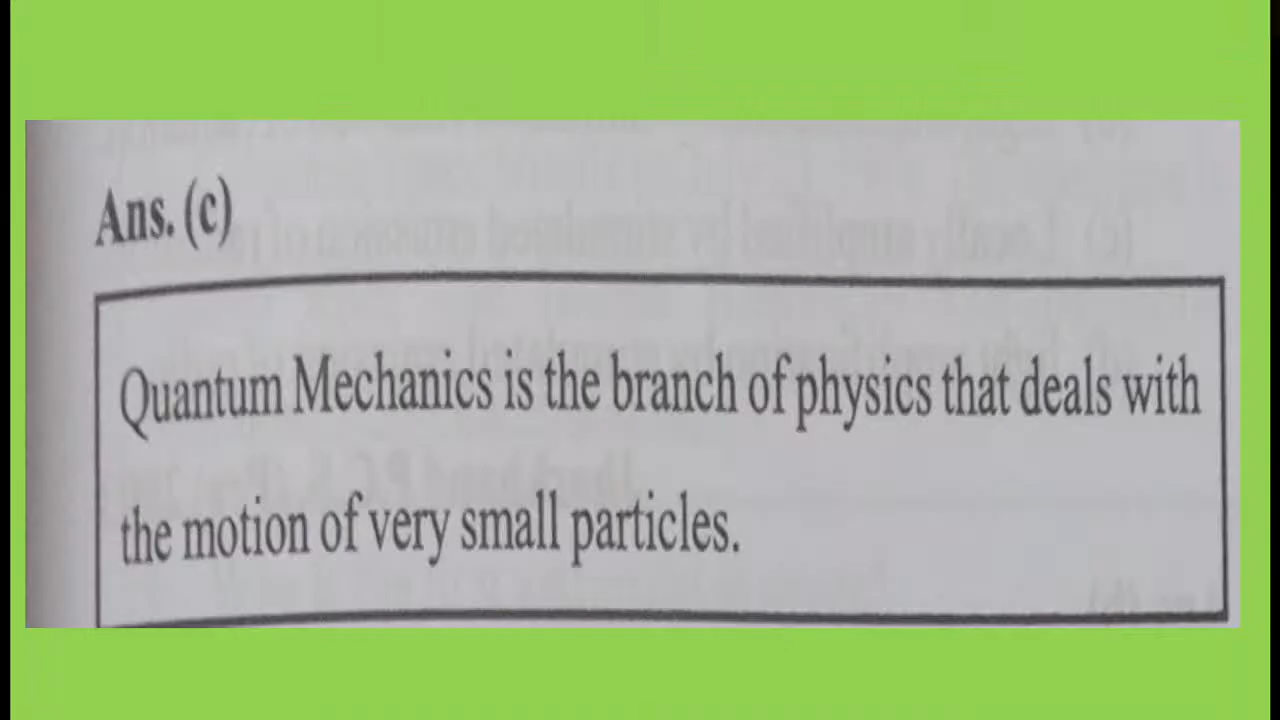 Ans. (c)
Quantum Mechanics is the branch of physics that deals with
the motion of very small particles.